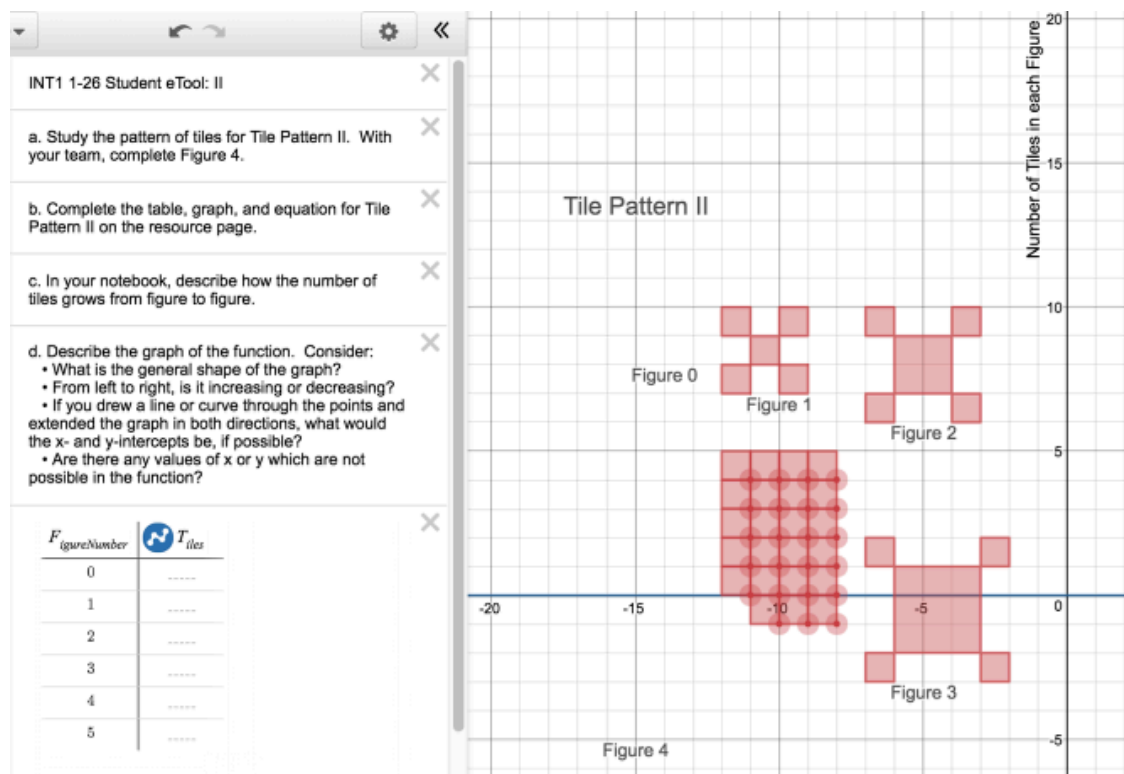 INT1 1-26 Student eTool: II
a. Study the pattern of tiles for Tile Pattern II. With
your team, complete Figure 4.
b. Complete the table, graph, and equation for Tile
Pattern II on the resource page.
c. In your notebook, describe how the number of
tiles grows from figure to figure.
d. Describe the graph of the function. Consider:
• What is the general shape of the graph?
• From left to right, is it increasing or decreasing?
• If you drew a line or curve through the points and
extended the graph in both directions, what would
the x- and y-intercepts be, if possible?
• Are there any values of x or y which are not
possible in the function?
FigureNumber Tiles
0
1
2
3
4
5
Number of Tiles in each Figure
20
15
Tile Pattern II
10
Figure 0
Figure 1
Figure 2
5
-20 -15 -10 -5 0
Figure 3
-5
Figure 4